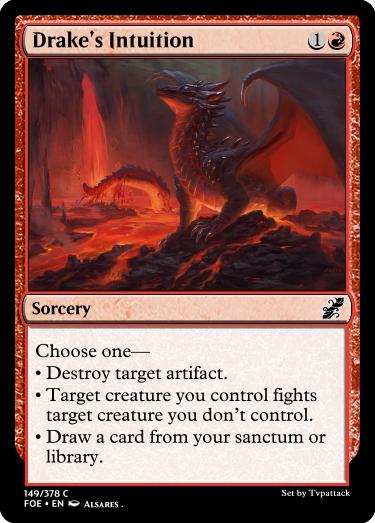 Drake's Intuition 1
Sorcery
Choose one—
• Destroy target artifact.
• Target creature you control fights
target creature you don't control.
• Draw a card from your sanctum or
library.
149/378 C Set by Tvpattack
FOE • EN ALSARES .